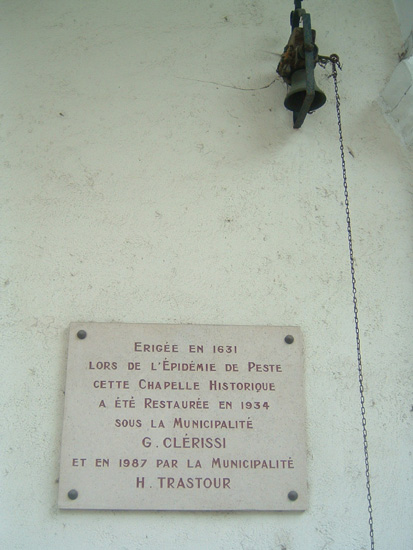 ERIGÉE EN 1631
LORS DE L'ÉPIDÉMIE DE PESTE
CETTE CHAPELLE HISTORIQUE
A ÉTÉ RESTAURÉE EN 1934
SOUS LA MUNICIPALITÉ
G. CLÉRISSI
ET EN 1987 PAR LA MUNICIPALITÉ
H. TRASTOUR